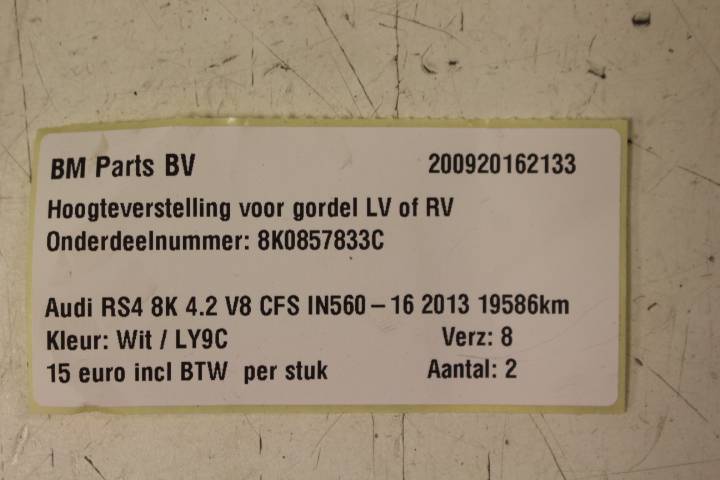 BM Parts BV 200920162133
Hoogteverstelling voor gordel LV of RV
Onderdeelnummer: 8K0857833C
Audi RS4 8K 4.2 V8 CFS IN560 – 16 2013 19586km
Kleur: Wit / LY9C Verz: 8
15 euro incl BTW per stuk Aantal: 2